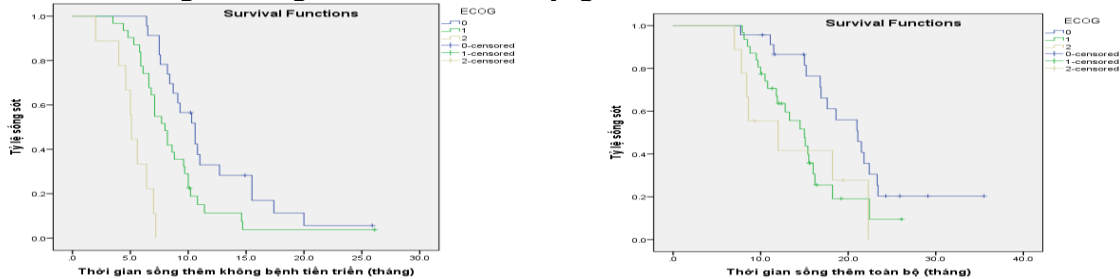 Survival Functions
ECOG
0
1
2
0-censored
1-censored
2-censored
Tỷ lệ sống sót
1.0
0.8
0.6
0.4
0.2
0.0
.0
5.0
10.0
15.0
20.0
25.0
30.0
Thời gian sống thêm không bệnh tiến triển (tháng)
Survival Functions
ECOG
0
1
2
0-censored
1-censored
2-censored
Tỷ lệ sống sót
1.0
0.8
0.6
0.4
0.2
0.0
.0
10.0
20.0
30.0
40.0
Thời gian sống thêm toàn bộ (tháng)